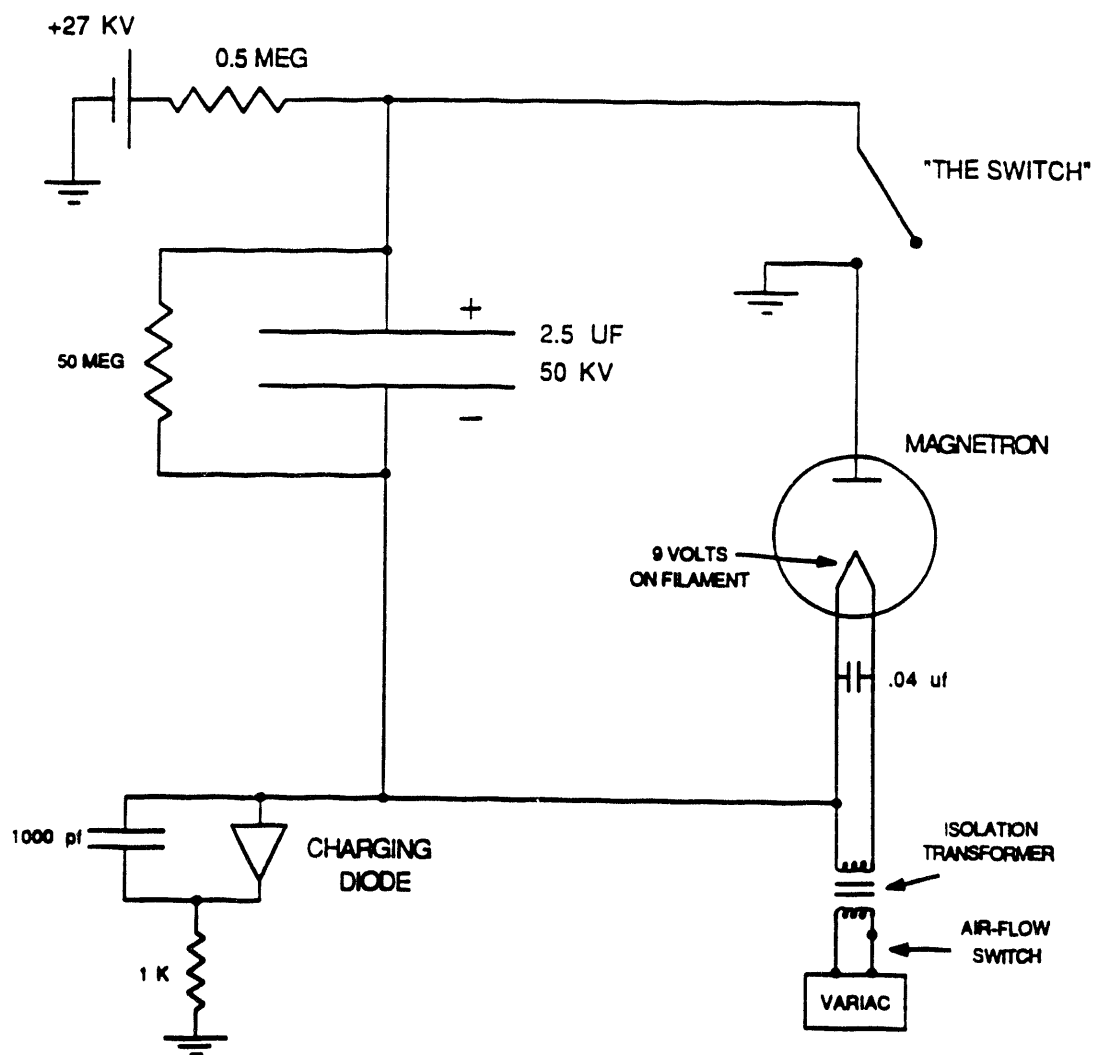 +27 KV
0.5 MEG
"THE SWITCH"
+
2.5 UF
50 MEG
50 KV
−
MAGNETRON
9 VOLTS
ON FILAMENT
.04 uf
1000 pf
CHARGING
DIODE
ISOLATION
TRANSFORMER
AIR-FLOW
SWITCH
1 K
VARIAC